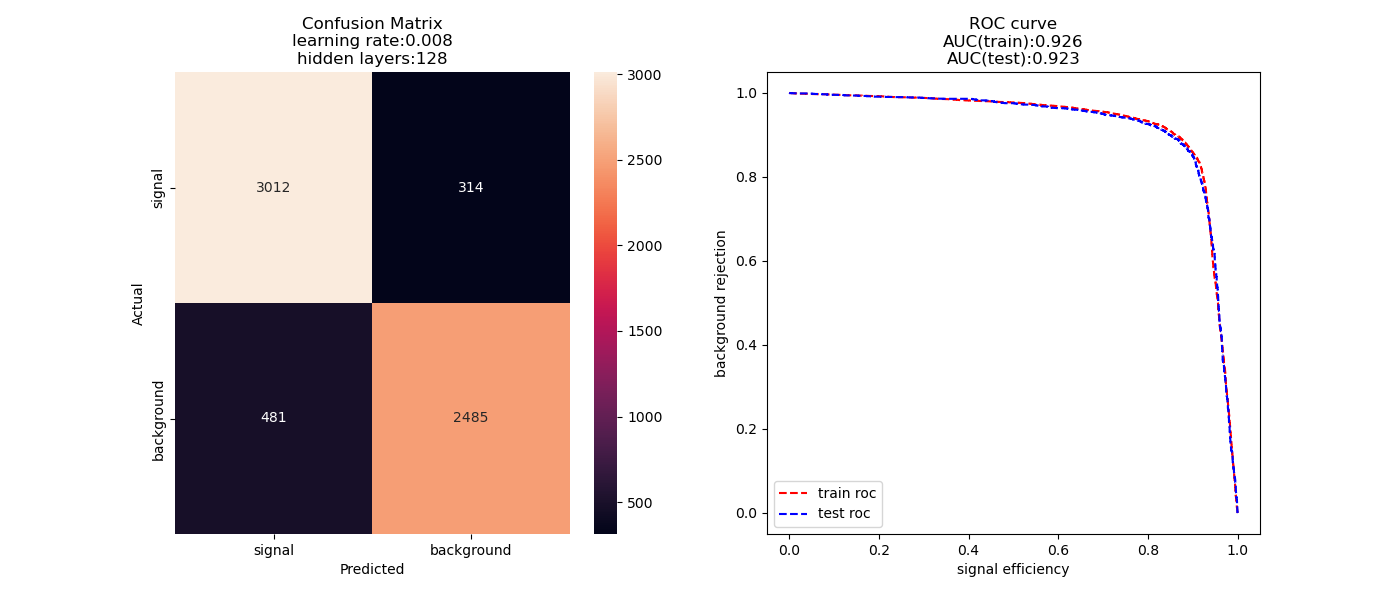 Confusion Matrix
learning rate:0.008
hidden layers:128
signal
background
Actual
3012
314
481
2485
signal
background
Predicted
3000
2500
2000
1500
1000
500
ROC curve
AUC(train):0.926
AUC(test):0.923
background rejection
1.0
0.8
0.6
0.4
0.2
0.0
train roc
test roc
0.0
0.2
0.4
0.6
0.8
1.0
signal efficiency